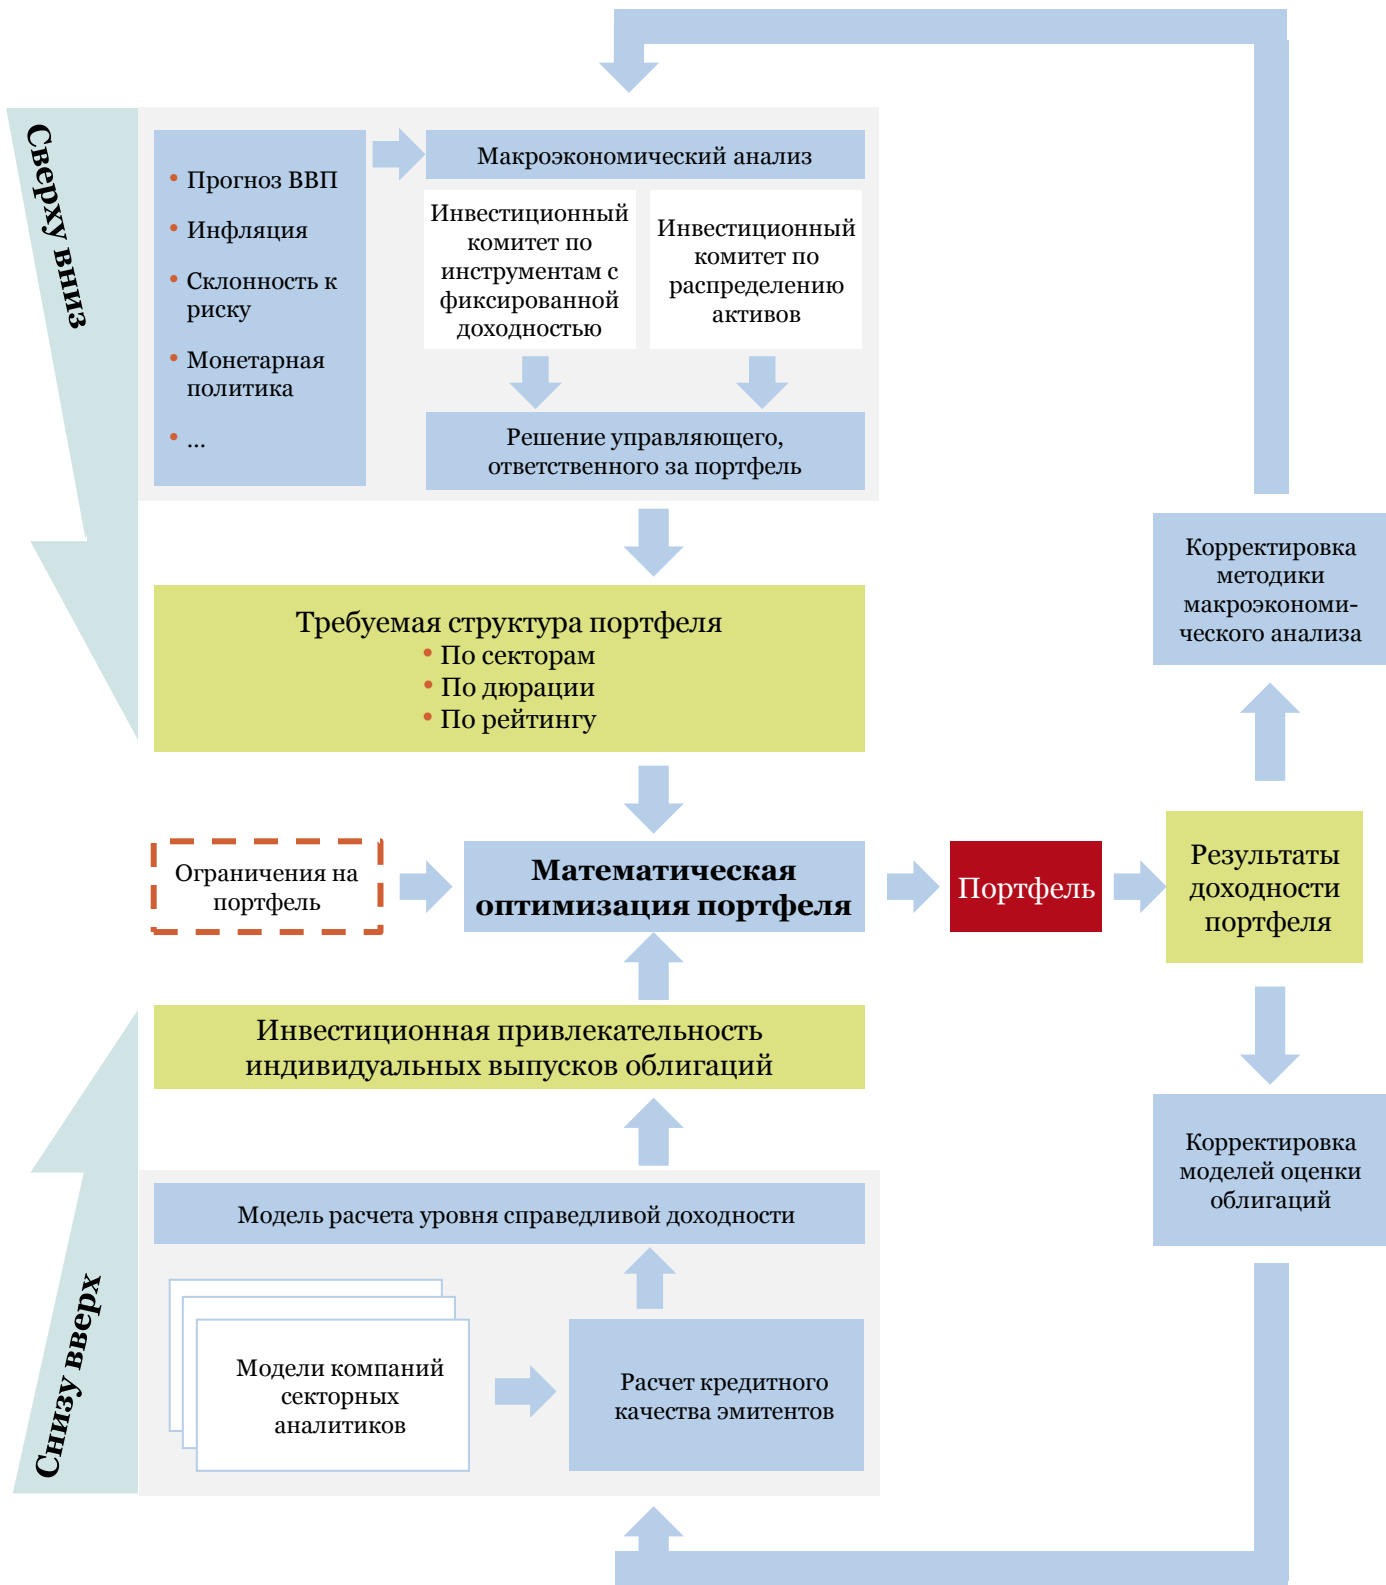 Сверху вниз
• Прогноз ВВП
• Инфляция
• Склонность к
риску
• Монетарная
политика
• ...
Макроэкономический анализ
Инвестиционный
комитет по
инструментам с
фиксированной
доходностью
Инвестиционный
комитет по
распределению
активов
Решение управляющего,
ответственного за портфель
Требуемая структура портфеля
• По секторам
• По дюрации
• По рейтингу
Ограничения на
портфель
Математическая
оптимизация портфеля
Портфель
Результаты
доходности
портфеля
Корректировка
методики
макроэкономи-
ческого анализа
Корректировка
моделей оценки
облигаций
Инвестиционная привлекательность
индивидуальных выпусков облигаций
Снизу вверх
Модель расчета уровня справедливой доходности
Модели компаний
секторных
аналитиков
Расчет кредитного
качества эмитентов